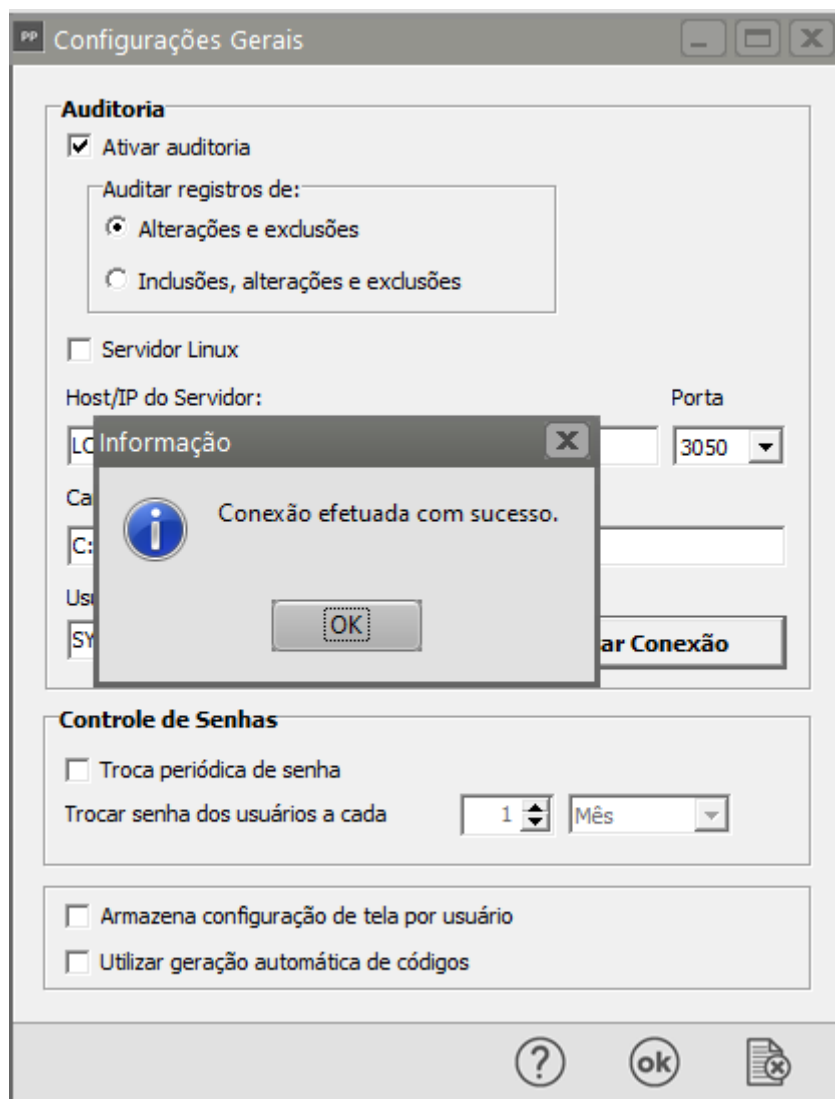 PP Configurações Gerais
Auditoria
Ativar auditoria
Auditar registros de:
Alterações e exclusões
Inclusões, alterações e exclusões
Servidor Linux
Host/IP do Servidor:
Porta
3050
Informação
Conexão efetuada com sucesso.
C:
OK
ar Conexão
Controle de Senhas
Troca periódica de senha
Trocar senha dos usuários a cada
1
Mês
Armazena configuração de tela por usuário
Utilizar geração automática de códigos
?
ok